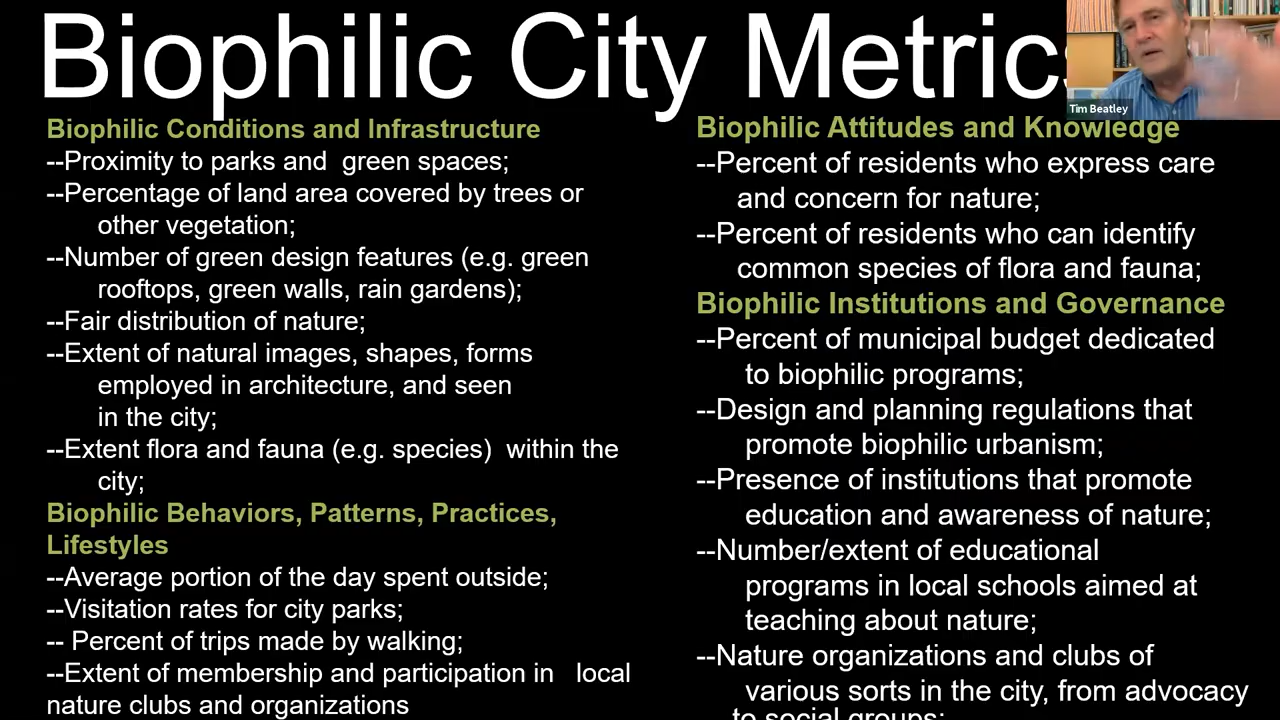 Biophilic City Metrics
Tim Beatley
Biophilic Conditions and Infrastructure
--Proximity to parks and  green spaces;
--Percentage of land area covered by trees or
other vegetation;
--Number of green design features (e.g. green
rooftops, green walls, rain gardens);
--Fair distribution of nature;
--Extent of natural images, shapes, forms
employed in architecture, and seen
in the city;
--Extent flora and fauna (e.g. species)  within the
city;
Biophilic Behaviors, Patterns, Practices,
Lifestyles
--Average portion of the day spent outside;
--Visitation rates for city parks;
-- Percent of trips made by walking;
--Extent of membership and participation in   local
nature clubs and organizations
Biophilic Attitudes and Knowledge
--Percent of residents who express care
and concern for nature;
--Percent of residents who can identify
common species of flora and fauna;
Biophilic Institutions and Governance
--Percent of municipal budget dedicated
to biophilic programs;
--Design and planning regulations that
promote biophilic urbanism;
--Presence of institutions that promote
education and awareness of nature;
--Number/extent of educational
programs in local schools aimed at
teaching about nature;
--Nature organizations and clubs of
various sorts in the city, from advocacy
to social groups;